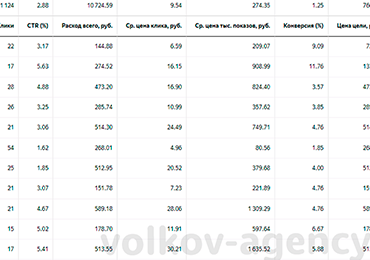 1 124 2.88 10 724.59 9.54 274.35 1.25 76
Клики CTR (%) Расход всего, руб. Ср. цена клика, руб. Ср. цена тыс. показов, руб. Конверсия (%) Цена цели, р
22 3.17 144.88 6.59 209.07 9.09 7
17 5.63 274.52 16.15 908.99 11.76 13
28 4.88 473.20 16.90 824.40 3.57 47
26 3.25 285.74 10.99 357.62 3.85 28
21 3.06 514.30 24.49 749.71 4.76 51
54 1.62 268.01 4.96 80.56 1.85 26
25 1.85 512.95 20.52 379.68 4.00 51
21 3.07 151.78 7.23 221.89 4.76 15
21 4.67 589.18 28.06 1 309.29 4.76 58
15 5.02 178.70 11.91 597.64 6.67 17
17 5.41 513.55 30.21 1 635.52 5.88 51
volkov-agency